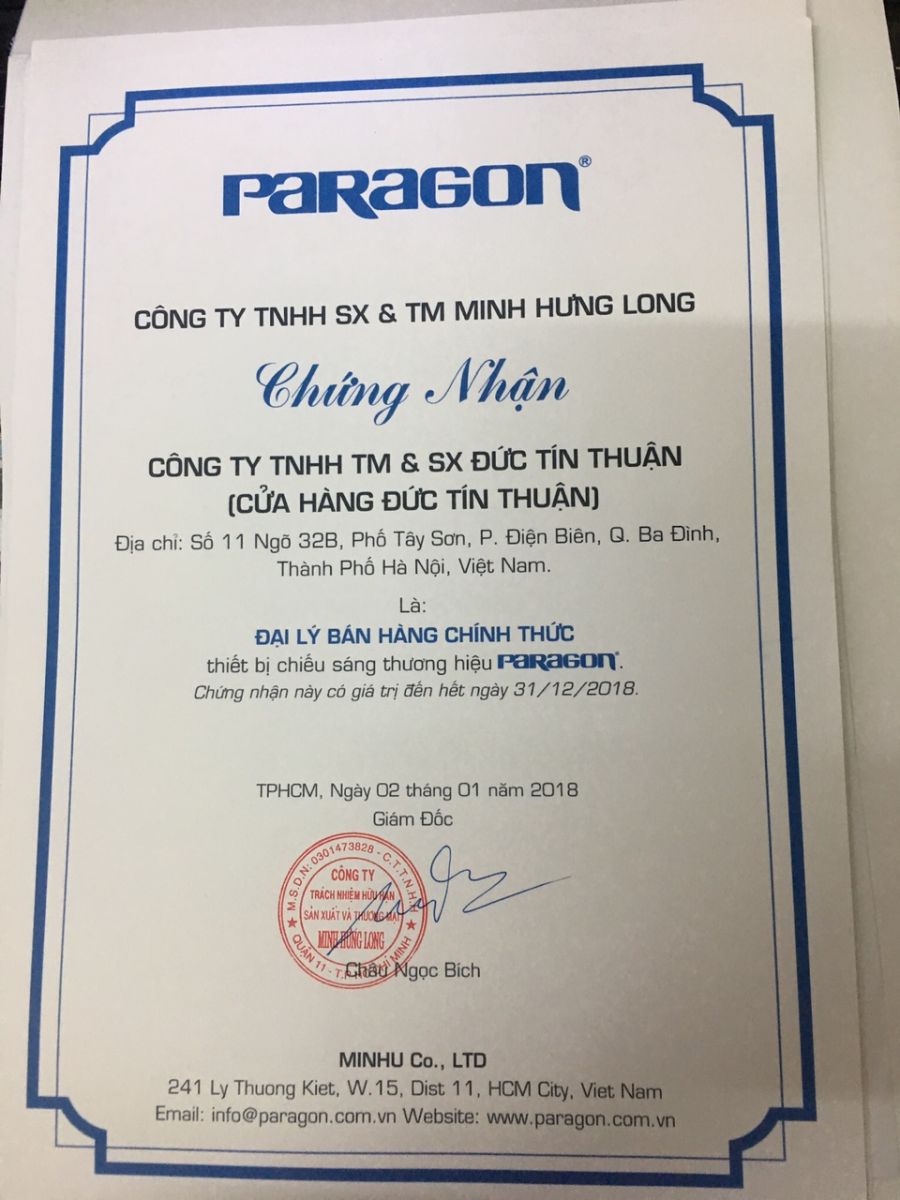 PARAGON®
CÔNG TY TNHH SX & TM MINH HƯNG LONG
Chứng Nhận
CÔNG TY TNHH TM & SX ĐỨC TÍN THUẬN
(CỬA HÀNG ĐỨC TÍN THUẬN)
Địa chỉ: Số 11 Ngõ 32B, Phố Tây Sơn, P. Điện Biên, Q. Ba Đình,
Thành Phố Hà Nội, Việt Nam.
Là:
ĐẠI LÝ BÁN HÀNG CHÍNH THỨC
thiết bị chiếu sáng thương hiệu PARAGON®.
Chứng nhận này có giá trị đến hết ngày 31/12/2018.
TPHCM, Ngày 02 tháng 01 năm 2018
Giám Đốc
M.S.D.N: 0301473828 - C.T.T.N.H.H
CÔNG TY
TRÁCH NHIỆM HỮU HẠN
SẢN XUẤT VÀ THƯƠNG MẠI
MINH HƯNG LONG
QUẬN 11 - T.P HỒ CHÍ MINH
Châu Ngọc Bích
MINHU Co., LTD
241 Ly Thuong Kiet, W.15, Dist 11, HCM City, Viet Nam
Email: info@paragon.com.vn Website: www.paragon.com.vn